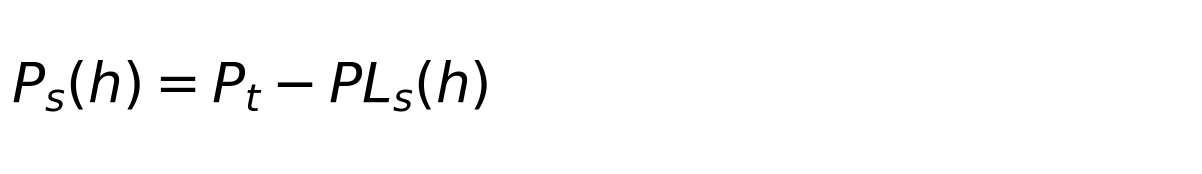 $P_s(h) = P_t - PL_s(h)$